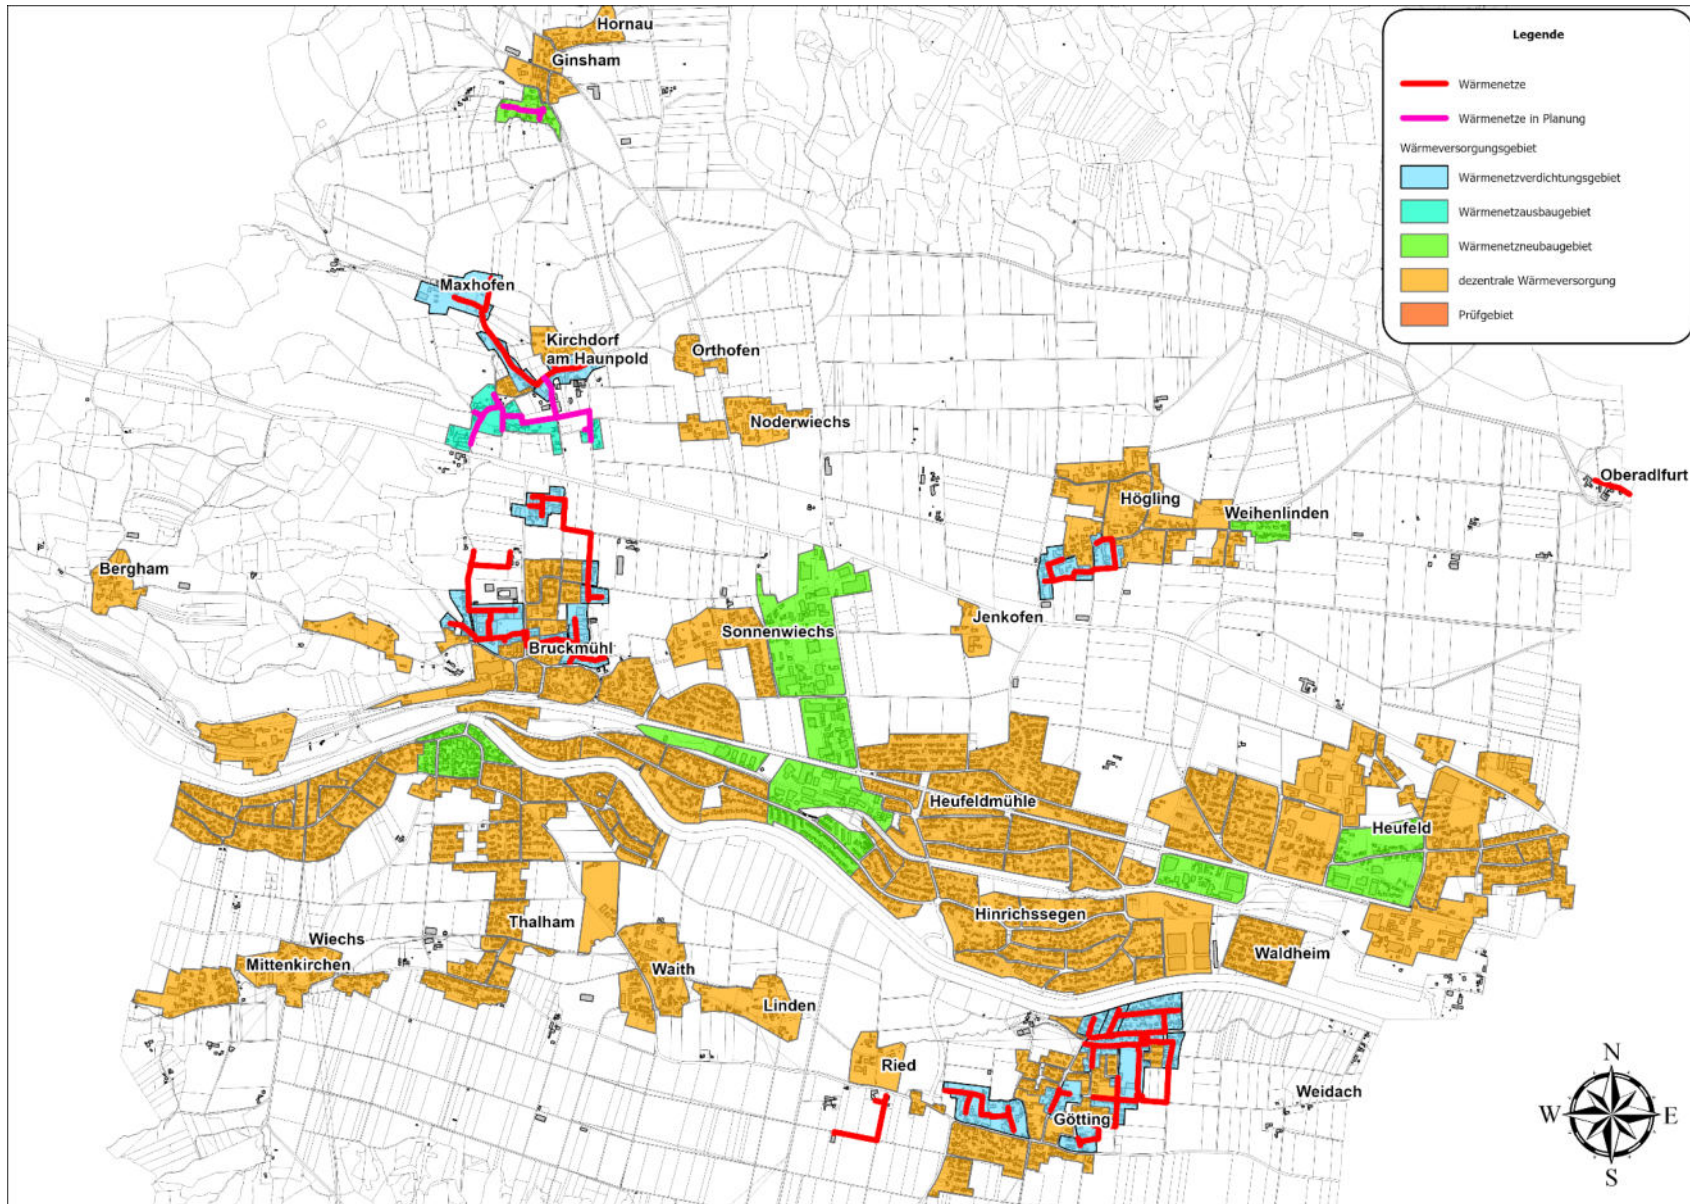 Hornau
Ginsham
Legende
Wärmenetze
Wärmenetze in Planung
Wärmeversorgungsgebiet
Wärmenetzverdichtungsgebiet
Wärmenetzausbaugebiet
Wärmenetzneubaugebiet
dezentrale Wärmeversorgung
Prüfgebiet
Maxhofen
Kirchdorf
am Haunpold
Orthofen
Noderwiechs
Högling
Weihenlinden
Oberadlfurt
Bergham
Jenkofen
Sonnenwiechs
Bruckmühl
Heufeldmühle
Heufeld
Hinrichssegen
Thalham
Wiechs
Mittenkirchen
Waith
Waldheim
Linden
Ried
Weidach
Götting
N
W
E
S